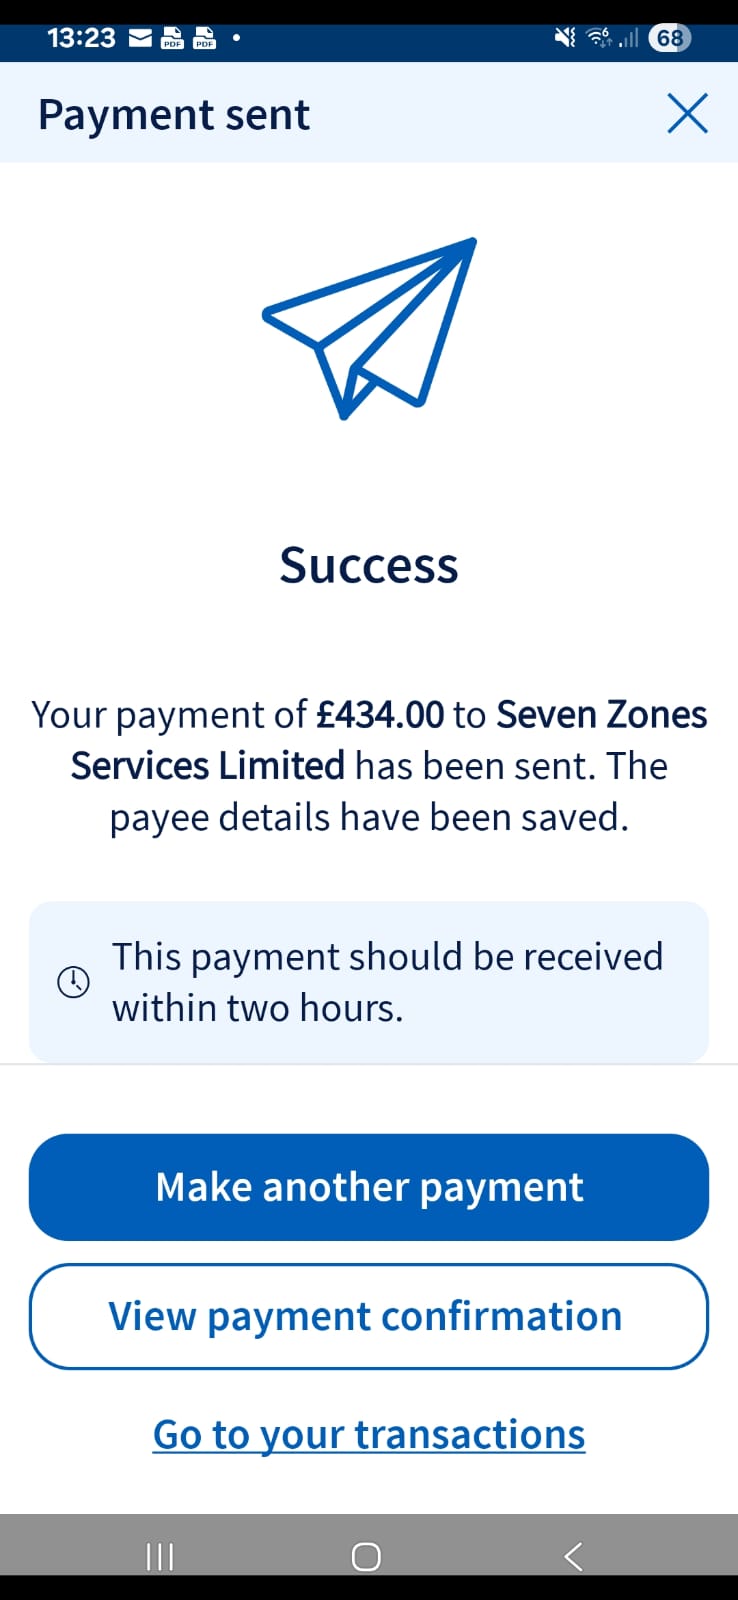 13:23
PDF PDF
6
68
Payment sent
Success
Your payment of £434.00 to Seven Zones
Services Limited has been sent. The
payee details have been saved.
This payment should be received
within two hours.
Make another payment
View payment confirmation
Go to your transactions